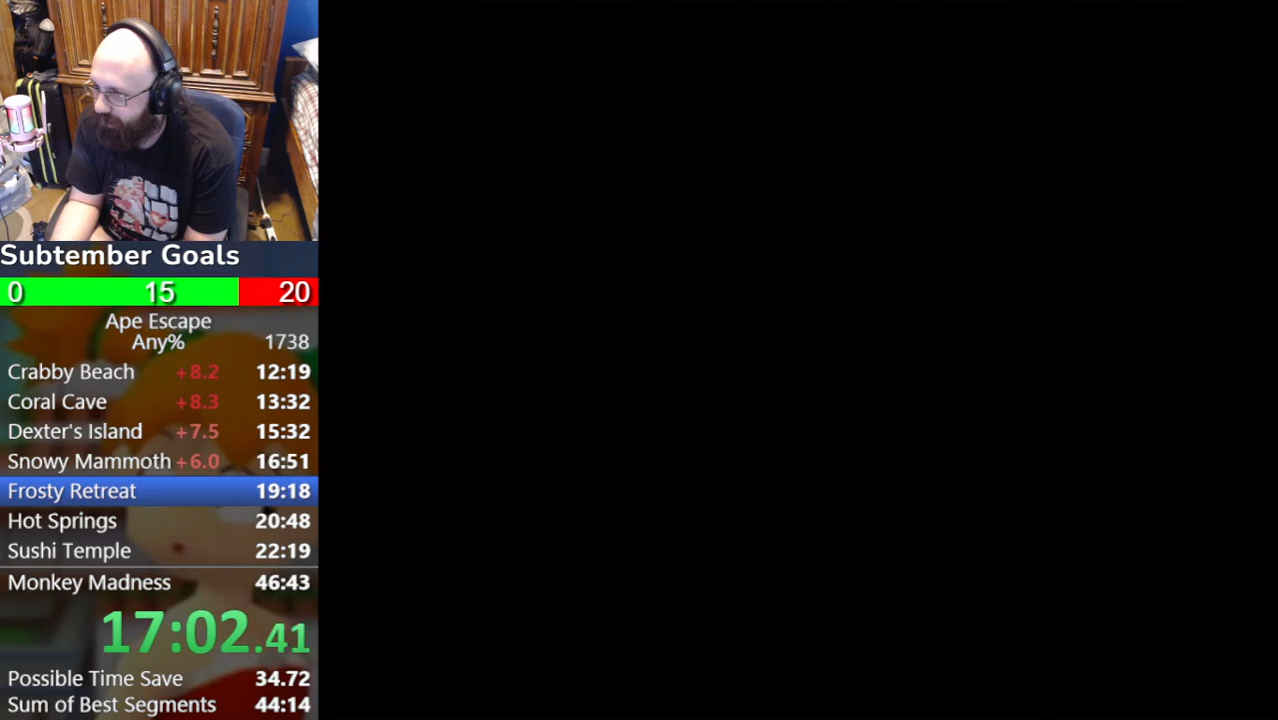 Subtember Goals
0 15 20
Ape Escape
Any% 1738
Crabby Beach +8.2 12:19
Coral Cave +8.3 13:32
Dexter's Island +7.5 15:32
Snowy Mammoth +6.0 16:51
Frosty Retreat 19:18
Hot Springs 20:48
Sushi Temple 22:19
Monkey Madness 46:43
17:02.41
Possible Time Save 34.72
Sum of Best Segments 44:14